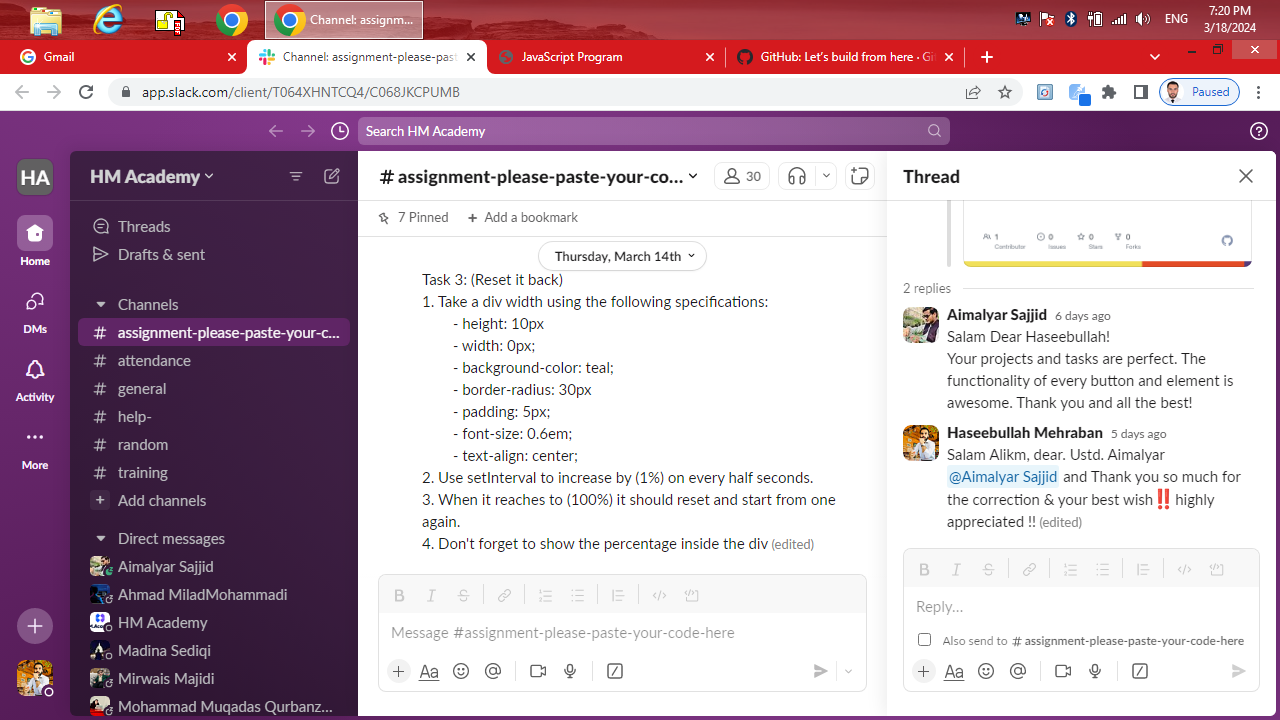 Channel: assignm...
ENG
7:20 PM
3/18/2024
Gmail
Channel: assignment-please-past
JavaScript Program
GitHub: Let's build from here · Git
app.slack.com/client/T064XHNTCQ4/C068JKCPUMB
Paused
Search HM Academy
HA
Home
DMs
Activity
More
HM Academy
Threads
Drafts & sent
Channels
# assignment-please-paste-your-c...
# attendance
# general
# help-
# random
# training
+ Add channels
Direct messages
Aimalyar Sajjid
Ahmad MiladMohammadi
HM Academy
Madina Sediqi
Mirwais Majidi
Mohammad Muqadas Qurbanz...
# assignment-please-paste-your-co...
30
7 Pinned
+ Add a bookmark
Thursday, March 14th
Task 3: (Reset it back)
1. Take a div width using the following specifications:
- height: 10px
- width: 0px;
- background-color: teal;
- border-radius: 30px
- padding: 5px;
- font-size: 0.6em;
- text-align: center;
2. Use setInterval to increase by (1%) on every half seconds.
3. When it reaches to (100%) it should reset and start from one
again.
4. Don't forget to show the percentage inside the div (edited)
Message #assignment-please-paste-your-code-here
Thread
1
Contributor
0
Issues
0
Stars
0
Forks
2 replies
Aimalyar Sajjid 6 days ago
Salam Dear Haseebullah!
Your projects and tasks are perfect. The
functionality of every button and element is
awesome. Thank you and all the best!
Haseebullah Mehraban 5 days ago
Salam Alikm, dear. Ustd. Aimalyar
@Aimalyar Sajjid and Thank you so much for
the correction & your best wish‼️ highly
appreciated !! (edited)
Reply...
Also send to # assignment-please-paste-your-code-here